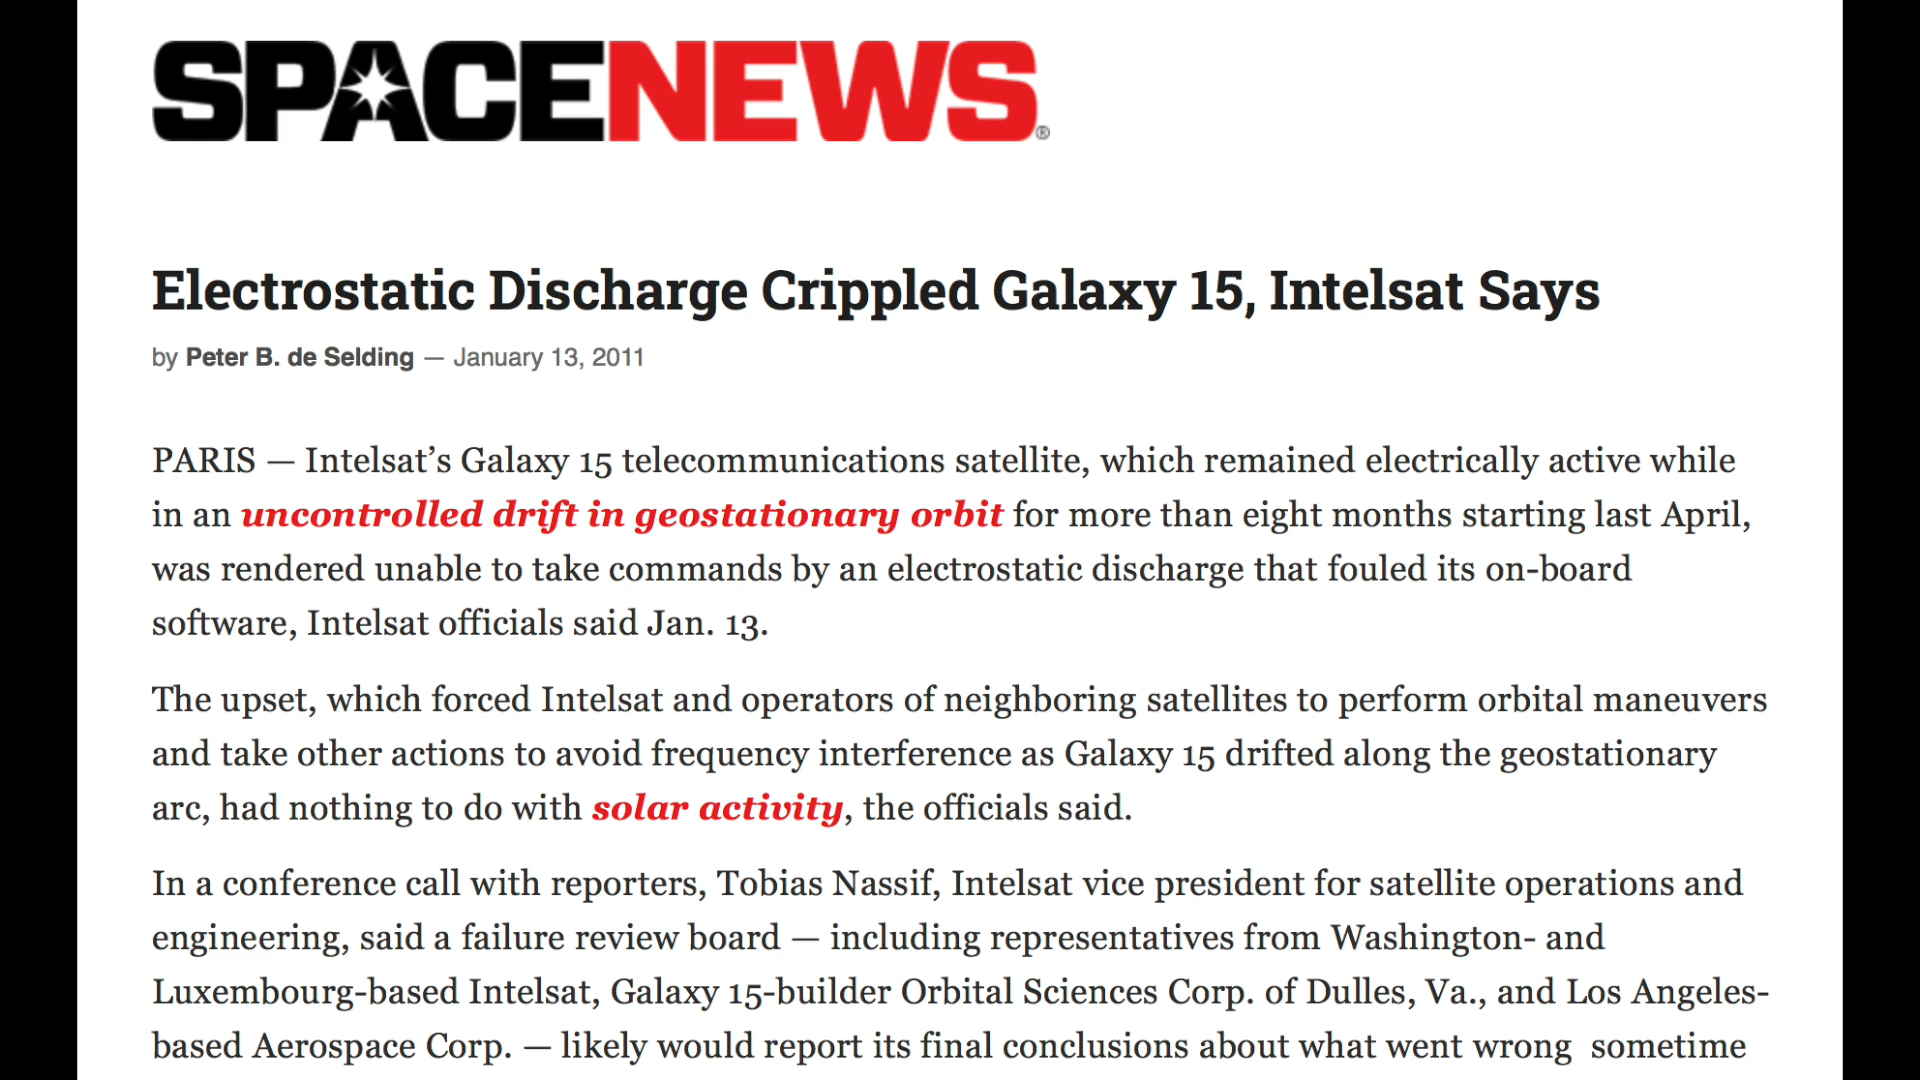 SPACENEWS®
Electrostatic Discharge Crippled Galaxy 15, Intelsat Says
by Peter B. de Selding — January 13, 2011
PARIS — Intelsat’s Galaxy 15 telecommunications satellite, which remained electrically active while
in an uncontrolled drift in geostationary orbit for more than eight months starting last April,
was rendered unable to take commands by an electrostatic discharge that fouled its on-board
software, Intelsat officials said Jan. 13.
The upset, which forced Intelsat and operators of neighboring satellites to perform orbital maneuvers
and take other actions to avoid frequency interference as Galaxy 15 drifted along the geostationary
arc, had nothing to do with solar activity, the officials said.
In a conference call with reporters, Tobias Nassif, Intelsat vice president for satellite operations and
engineering, said a failure review board — including representatives from Washington- and
Luxembourg-based Intelsat, Galaxy 15-builder Orbital Sciences Corp. of Dulles, Va., and Los Angeles-
based Aerospace Corp. — likely would report its final conclusions about what went wrong  sometime